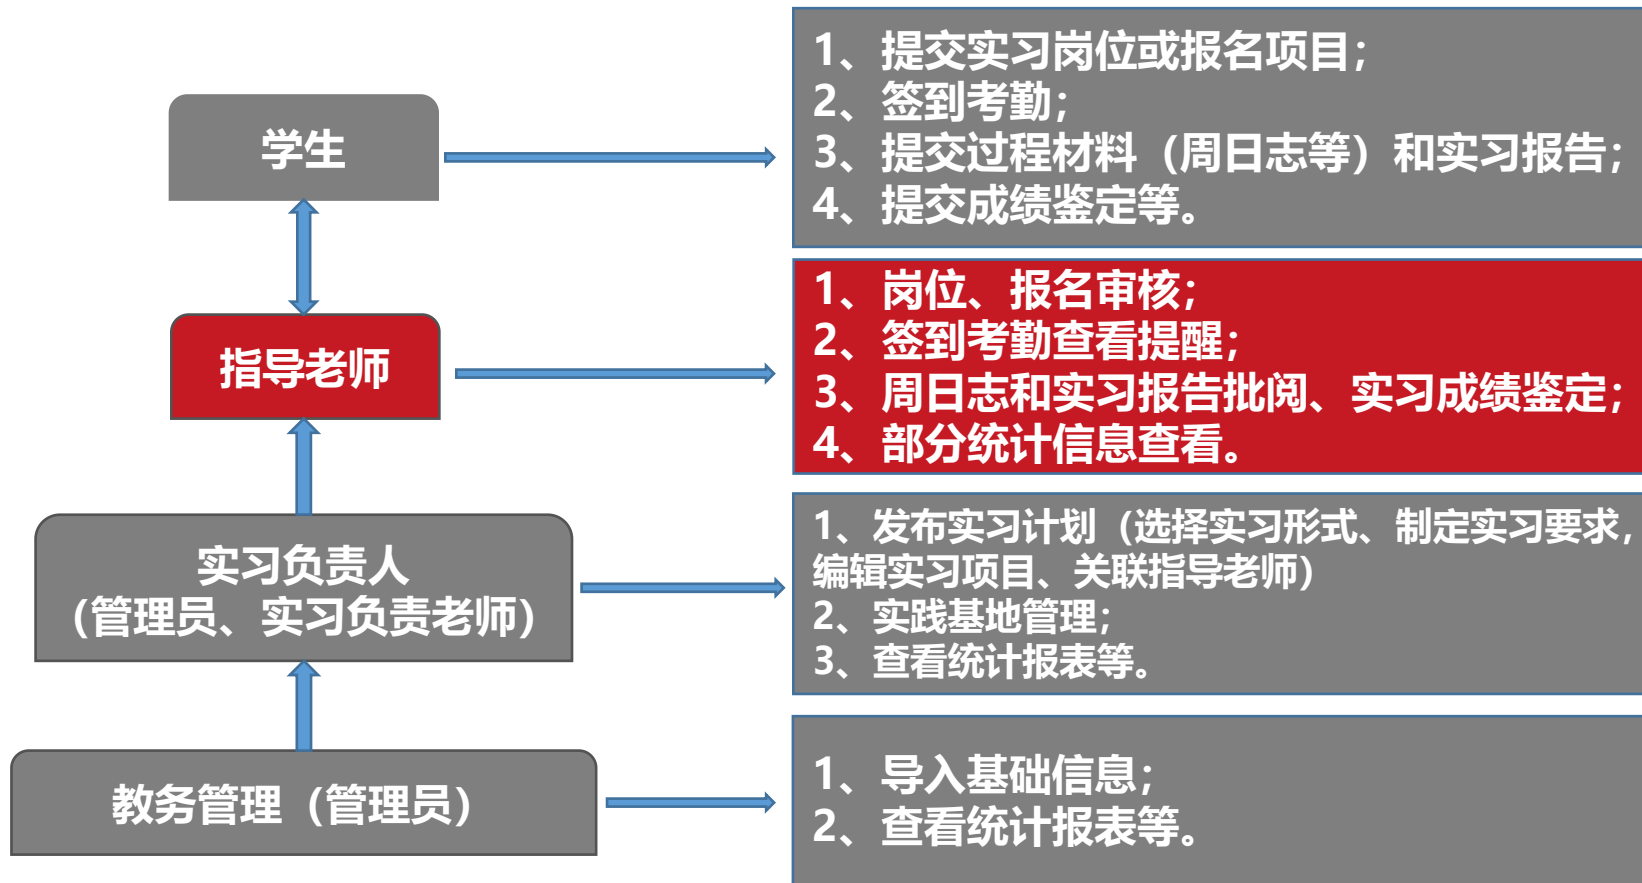 学生
1、提交实习岗位或报名项目；
2、签到考勤；
3、提交过程材料（周日志等）和实习报告；
4、提交成绩鉴定等。
指导老师
1、岗位、报名审核；
2、签到考勤查看提醒；
3、周日志和实习报告批阅、实习成绩鉴定；
4、部分统计信息查看。
实习负责人
（管理员、实习负责老师）
1、发布实习计划（选择实习形式、制定实习要求，
编辑实习项目、关联指导老师）
2、实践基地管理；
3、查看统计报表等。
教务管理（管理员）
1、导入基础信息；
2、查看统计报表等。